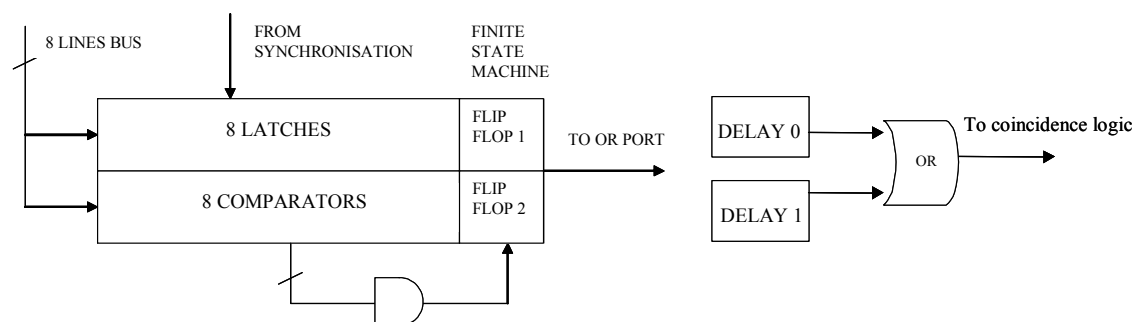 8 LINES BUS
FROM
SYNCHRONISATION
FINITE
STATE
MACHINE
8 LATCHES
FLIP
FLOP 1
8 COMPARATORS
FLIP
FLOP 2
TO OR PORT
DELAY 0
DELAY 1
OR
To coincidence logic